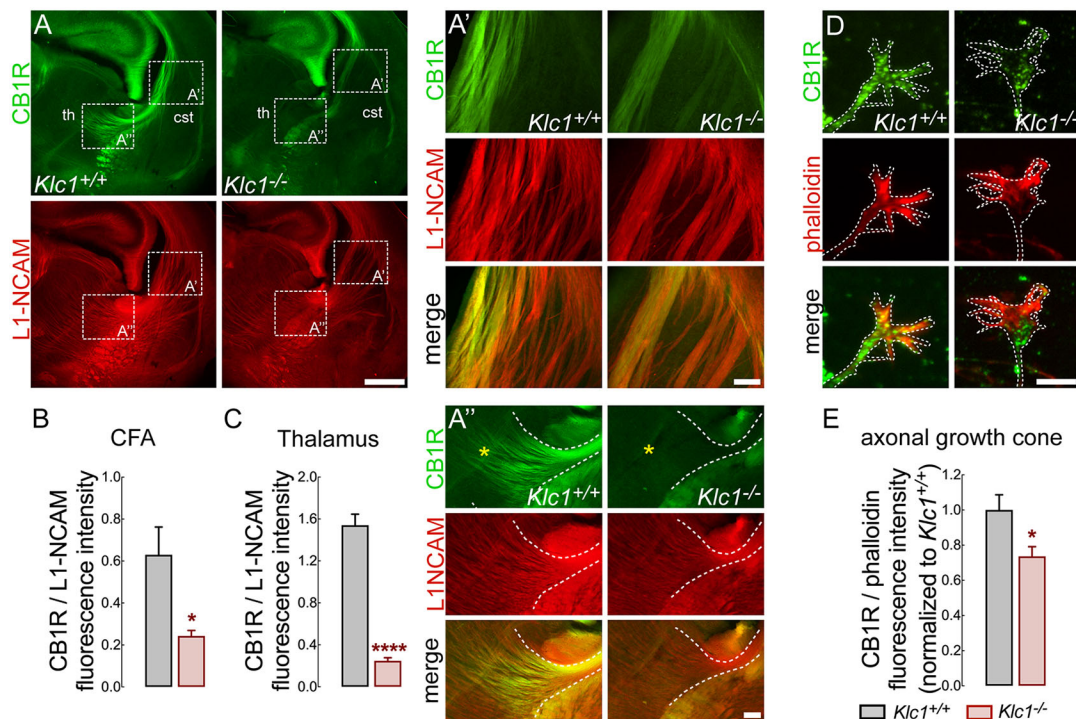 A
CB1R
th
A'
cst
A''
Klc1+/+
th
A'
cst
A''
Klc1-/-
L1-NCAM
A'
A''
A'
A''
A'
CB1R
Klc1+/+
Klc1-/-
L1-NCAM
merge
D
CB1R
Klc1+/+
Klc1-/-
phalloidin
merge
B
CFA
CB1R / L1-NCAM
fluorescence intensity
1.0
0.8
0.6
0.4
0.2
0.0
*
C
Thalamus
CB1R / L1-NCAM
fluorescence intensity
2.0
1.6
1.2
0.8
0.4
0.0
****
A''
CB1R
*
Klc1+/+
*
Klc1-/-
L1NCAM
merge
E
axonal growth cone
CB1R / phalloidin
fluorescence intensity
(normalized to Klc1+/+)
1.2
1.0
0.8
0.6
0.4
0.2
0.0
*
Klc1+/+
Klc1-/-